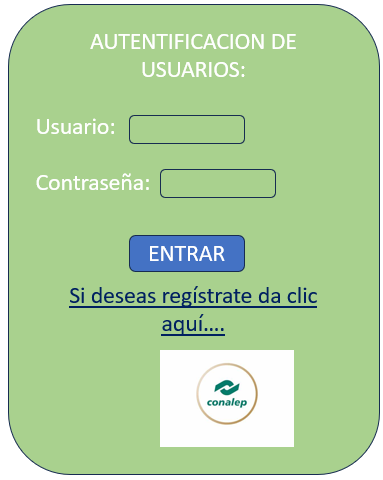 AUTENTIFICACION DE
USUARIOS:
Usuario:
Contraseña:
ENTRAR
Si deseas regístrate da clic
aquí....
conalep